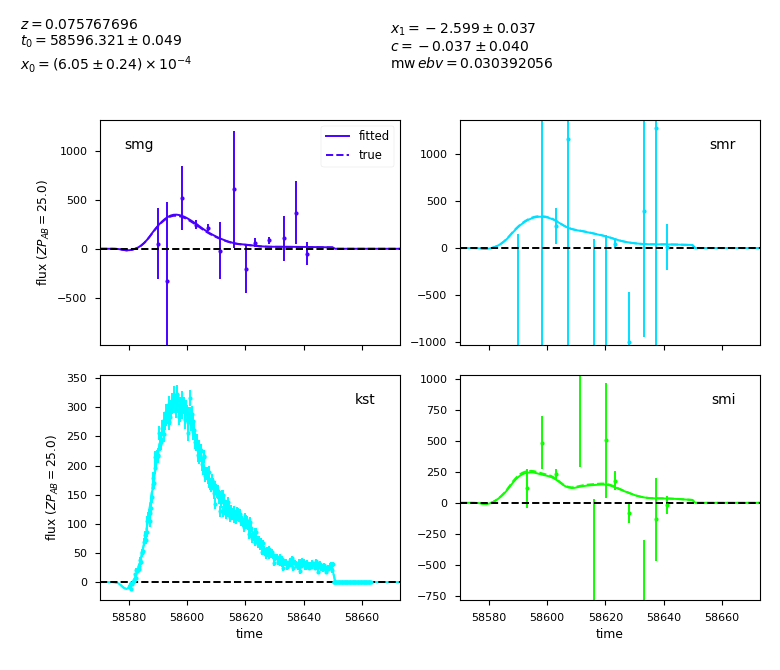 z = 0.075767696
t₀ = 58596.321 ± 0.049
x₀ = (6.05 ± 0.24) × 10⁻⁴
x₁ = −2.599 ± 0.037
c = −0.037 ± 0.040
mw ebv = 0.030392056
smg
fitted
true
1000
500
0
−500
flux (ZP_AB = 25.0)
smr
1000
500
0
−500
−1000
kst
350
300
250
200
150
100
50
0
flux (ZP_AB = 25.0)
58580 58600 58620 58640 58660
time
smi
1000
750
500
250
0
−250
−500
−750
58580 58600 58620 58640 58660
time